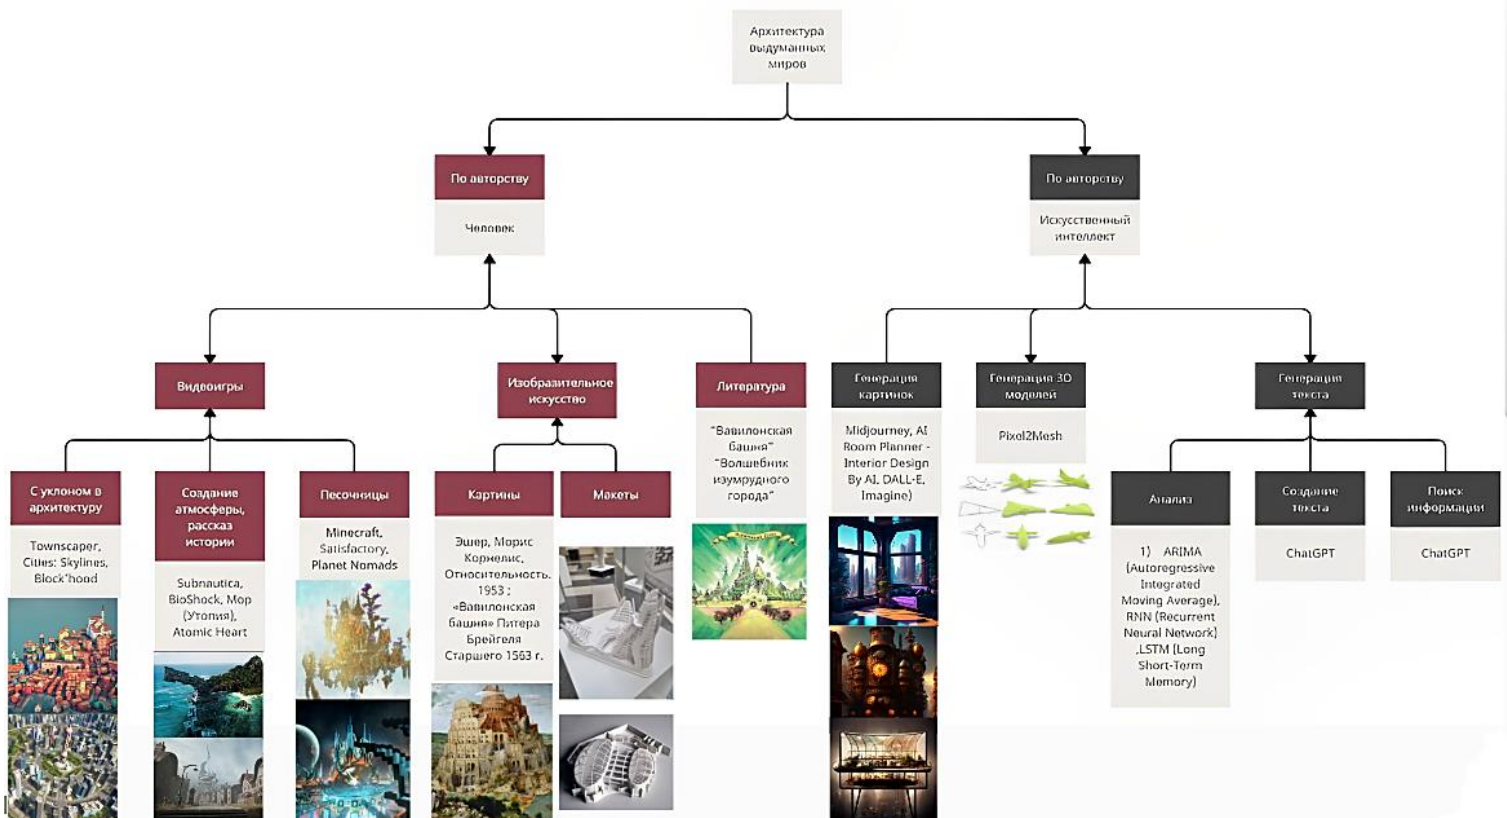 Архитектура
выдуманных
миров
По авторству
Человек
По авторству
Искусственный
интеллект
Видеоигры
Изобразительное
искусство
Литература
"Вавилонская
башня"
"Волшебник
изумрудного
города"
Генерация
картинок
Midjourney, AI
Room Planner -
Interior Design
By AI, DALL-E,
Imagine)
Генерация 3D
моделей
Pixel2Mesh
Генерация
текста
С уклоном в
архитектуру
Townscaper,
Cities: Skylines,
Block'hood
Создание
атмосферы,
рассказ
истории
Subnautica,
BioShock, Мор
(Утопия),
Atomic Heart
Песочницы
Minecraft,
Satisfactory,
Planet Nomads
Картины
Эшер, Морис
Корнелис,
Относительность.
1953 ;
«Вавилонская
башня» Питера
Брейгеля
Старшего 1563 г.
Макеты
Анализ
1) ARIMA
(Autoregressive
Integrated
Moving Average),
RNN (Recurrent
Neural Network)
,LSTM (Long
Short-Term
Memory)
Создание
текста
ChatGPT
Поиск
информации
ChatGPT